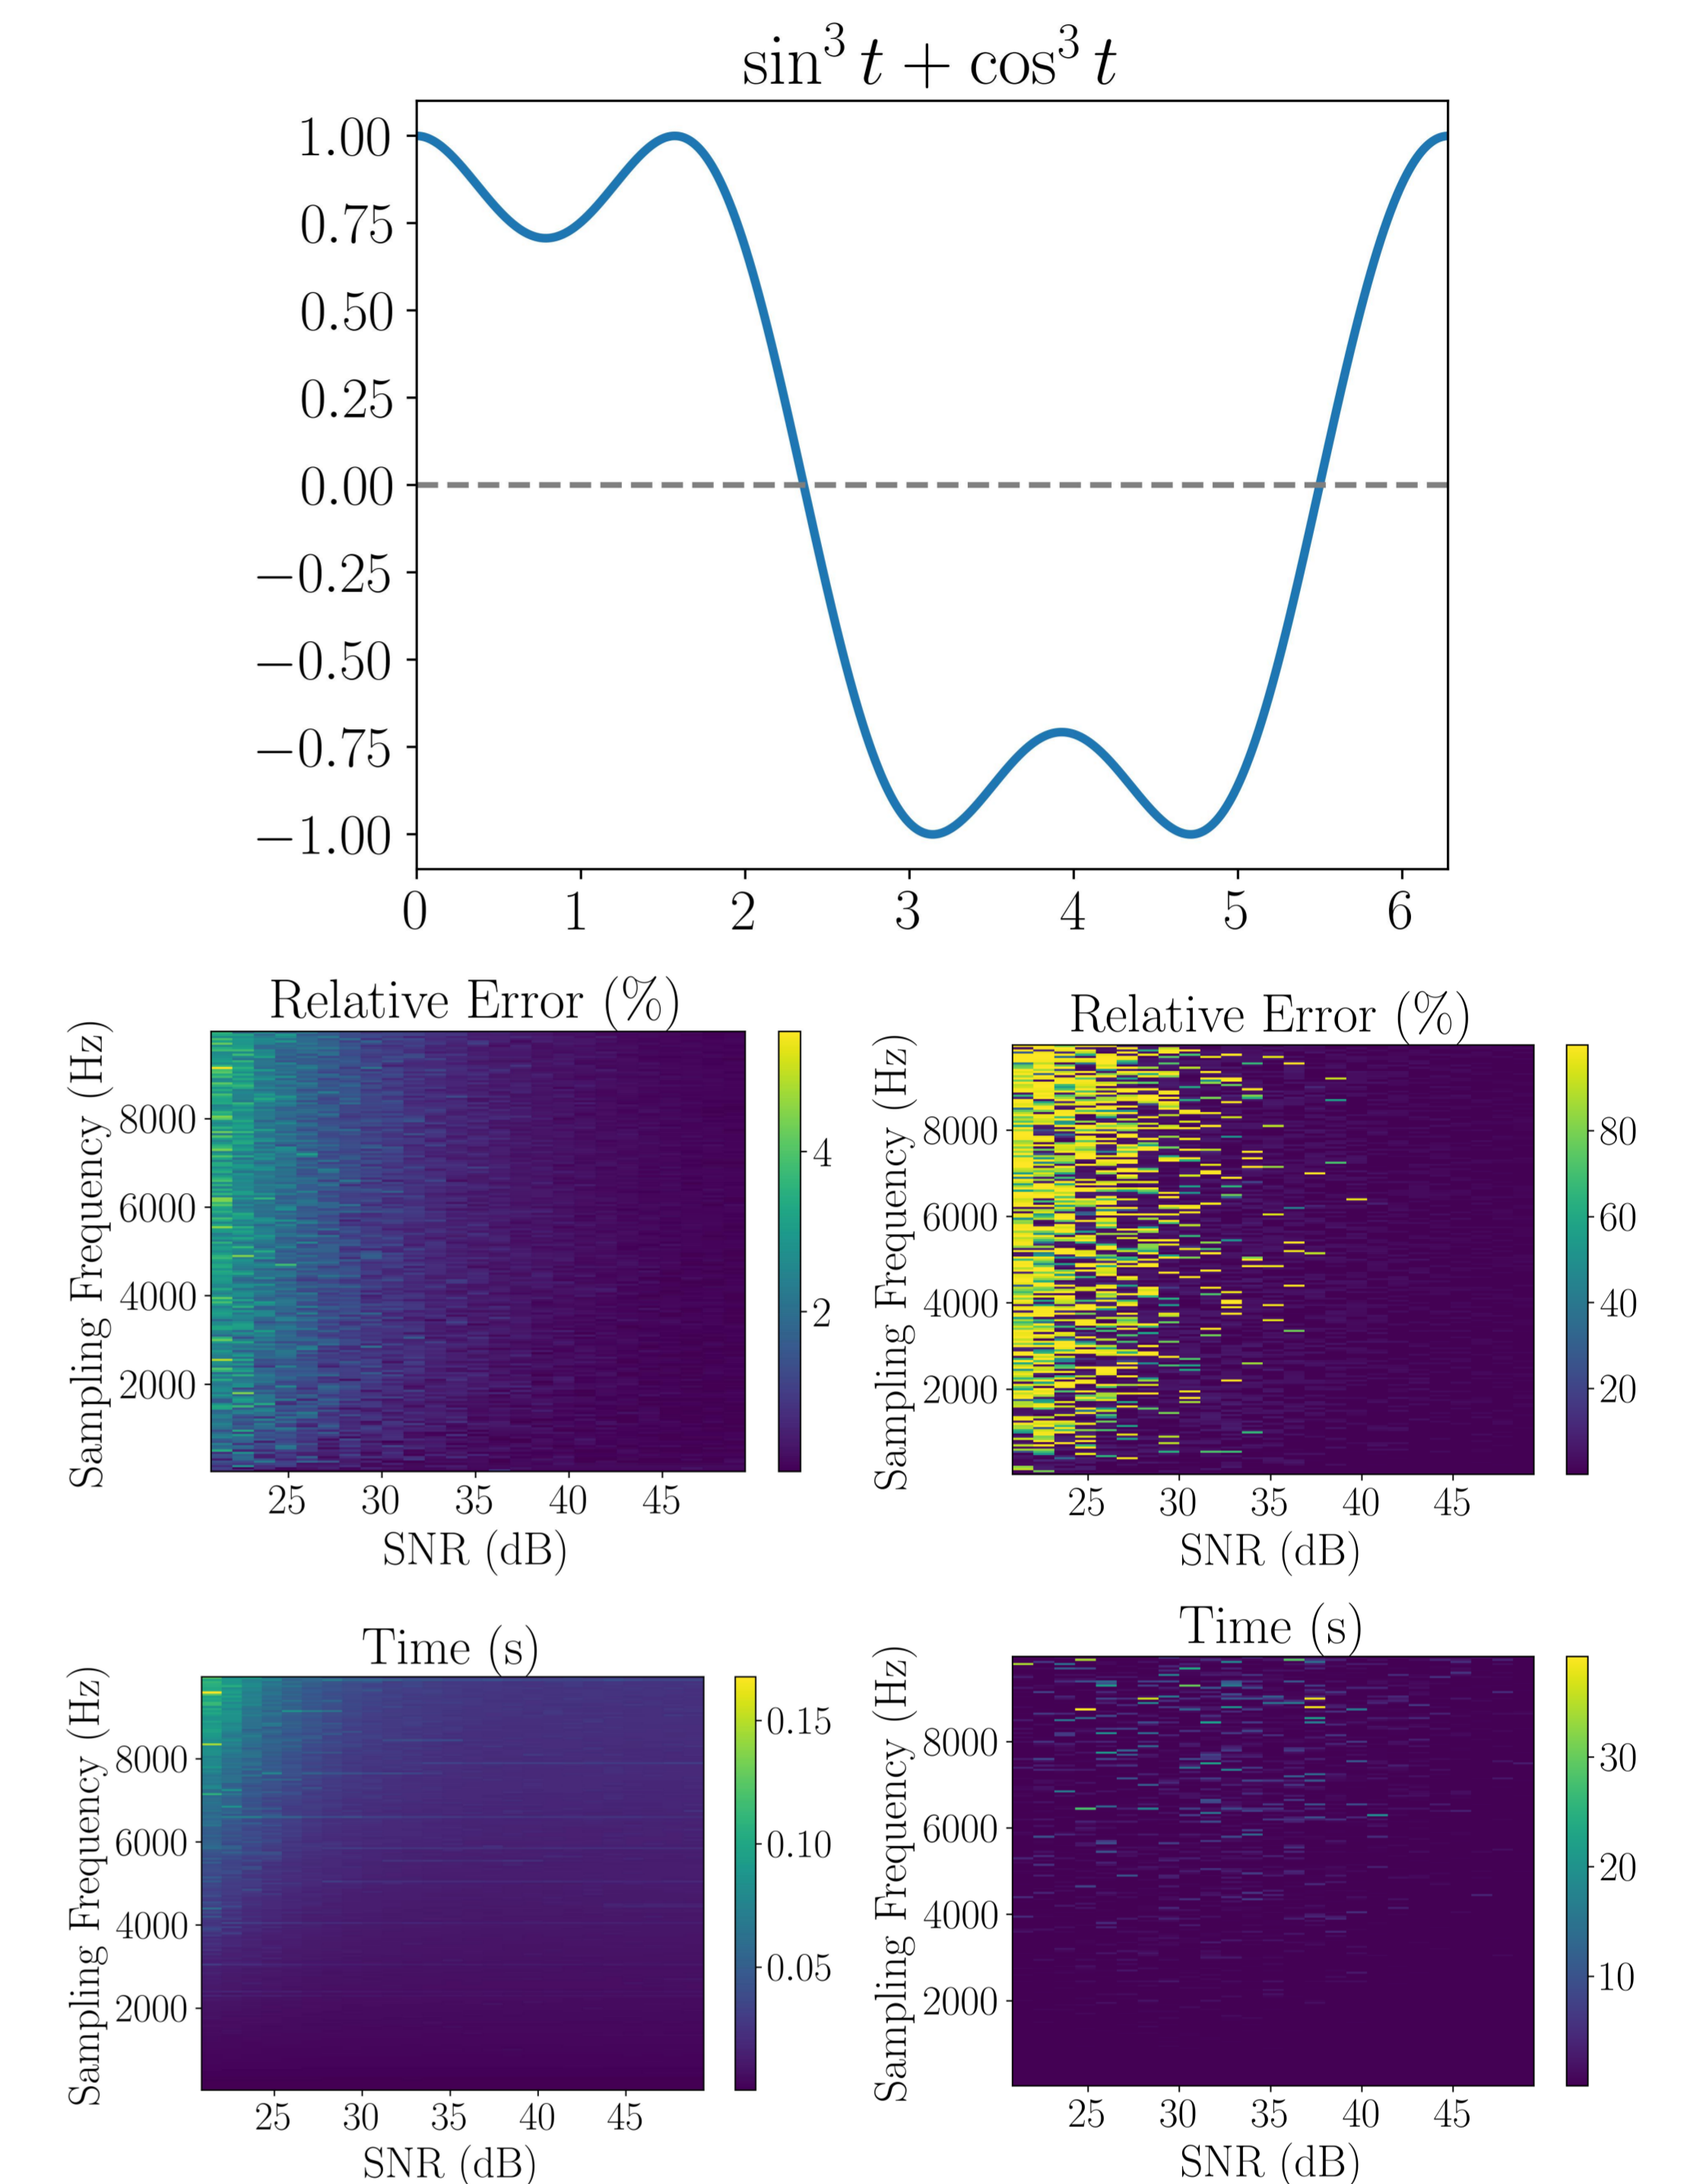 sin³ t + cos³ t
1.00
0.75
0.50
0.25
0.00
−0.25
−0.50
−0.75
−1.00
0 1 2 3 4 5 6
Relative Error (%)
Sampling Frequency (Hz)
8000
6000
4000
2000
25 30 35 40 45
SNR (dB)
4
2
Relative Error (%)
Sampling Frequency (Hz)
8000
6000
4000
2000
25 30 35 40 45
SNR (dB)
80
60
40
20
Time (s)
Sampling Frequency (Hz)
8000
6000
4000
2000
25 30 35 40 45
SNR (dB)
0.15
0.10
0.05
Time (s)
Sampling Frequency (Hz)
8000
6000
4000
2000
25 30 35 40 45
SNR (dB)
30
20
10